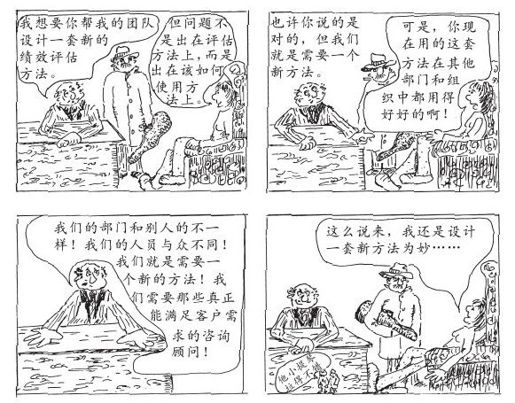 我想要你帮我的团队
设计一套新的
绩效评估
方法。
但问题不
是出在评估
方法上，而是
出在该如何
使用方
法上。
也许你说的是
对的，但我们
就是需要一个
新方法。
可是，你现
在用的这套
方法在其他
部门和组
织中都用得
好好的啊！
我们的部门和别人的不一
样！我们的人员与众不同！
我们就是需要一
个新的方法！我
们需要那些真正
能满足客户需
求的咨询
顾问！
这么说来，我还是设计
一套新方法为妙……